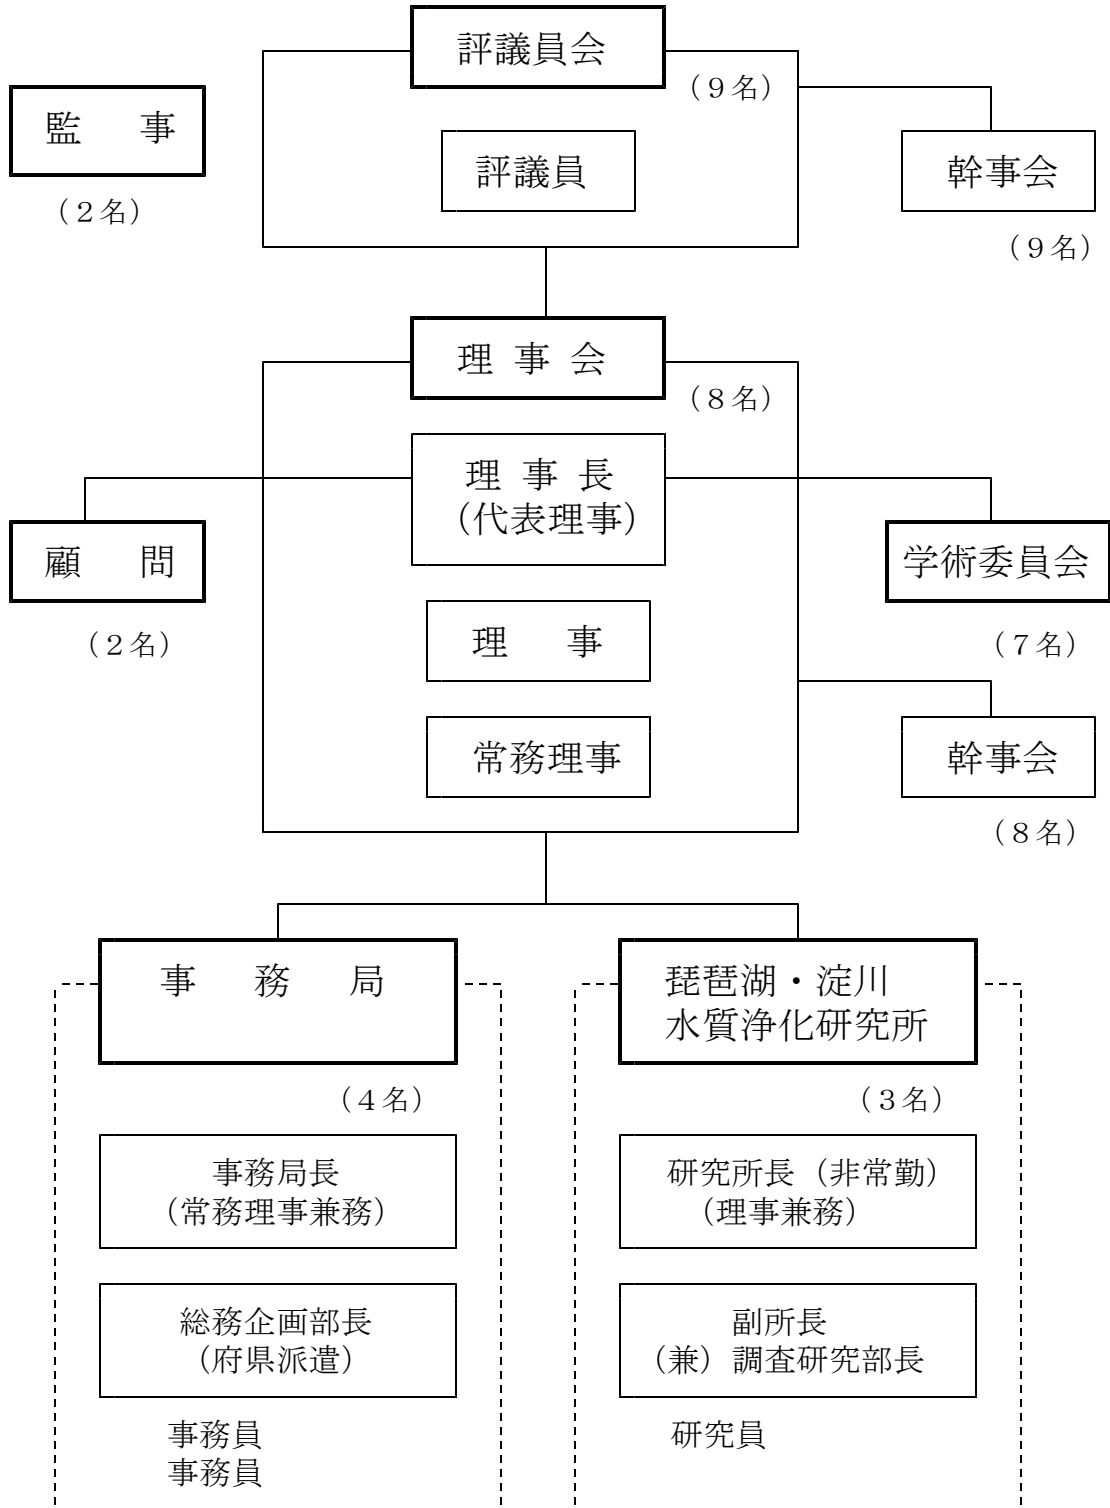 評議員会
（９名）
監　事
（２名）
評議員
幹事会
（９名）
理 事 会
（８名）
理 事 長
（代表理事）
顧　問
（２名）
学術委員会
（７名）
理　事
常務理事
幹事会
（８名）
事　務　局
（４名）
事務局長
（常務理事兼務）
総務企画部長
（府県派遣）
事務員
事務員
琵琶湖・淀川
水質浄化研究所
（３名）
研究所長（非常勤）
（理事兼務）
副所長
（兼）調査研究部長
研究員